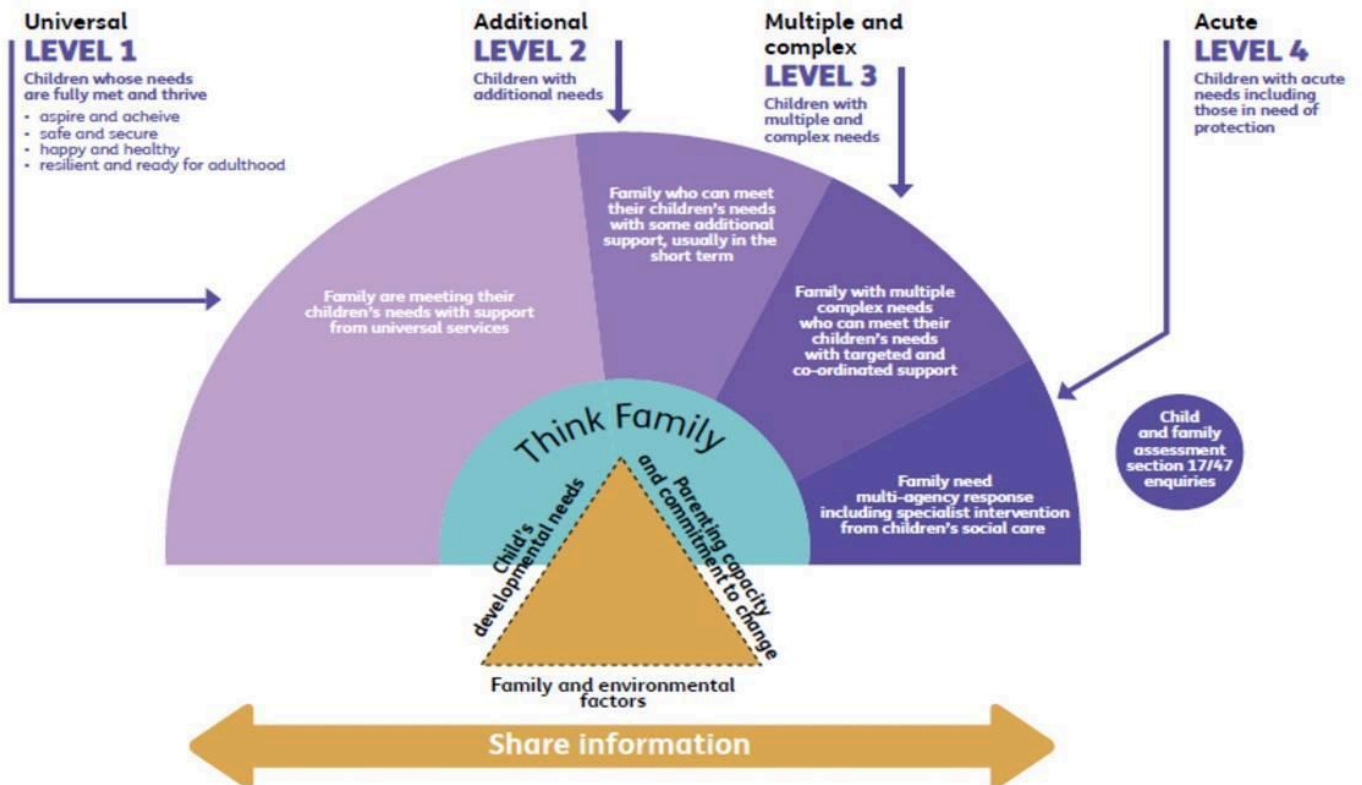 Universal
LEVEL 1
Children whose needs
are fully met and thrive
• aspire and acheive
• safe and secure
• happy and healthy
• resilient and ready for adulthood
Additional
LEVEL 2
Children with
additional needs
Multiple and
complex
LEVEL 3
Children with
multiple and
complex needs
Acute
LEVEL 4
Children with acute
needs including
those in need of
protection
Family are meeting their
children's needs with support
from universal services
Family who can meet
their children's needs
with some additional
support, usually in the
short term
Family with multiple
complex needs
who can meet their
children's needs
with targeted and
co-ordinated support
Family need
multi-agency response
including specialist intervention
from children's social care
Child
and family
assessment
section 17/47
enquiries
Think Family
Child's
developmental needs
Parenting capacity
and commitment to change
Family and environmental
factors
Share information